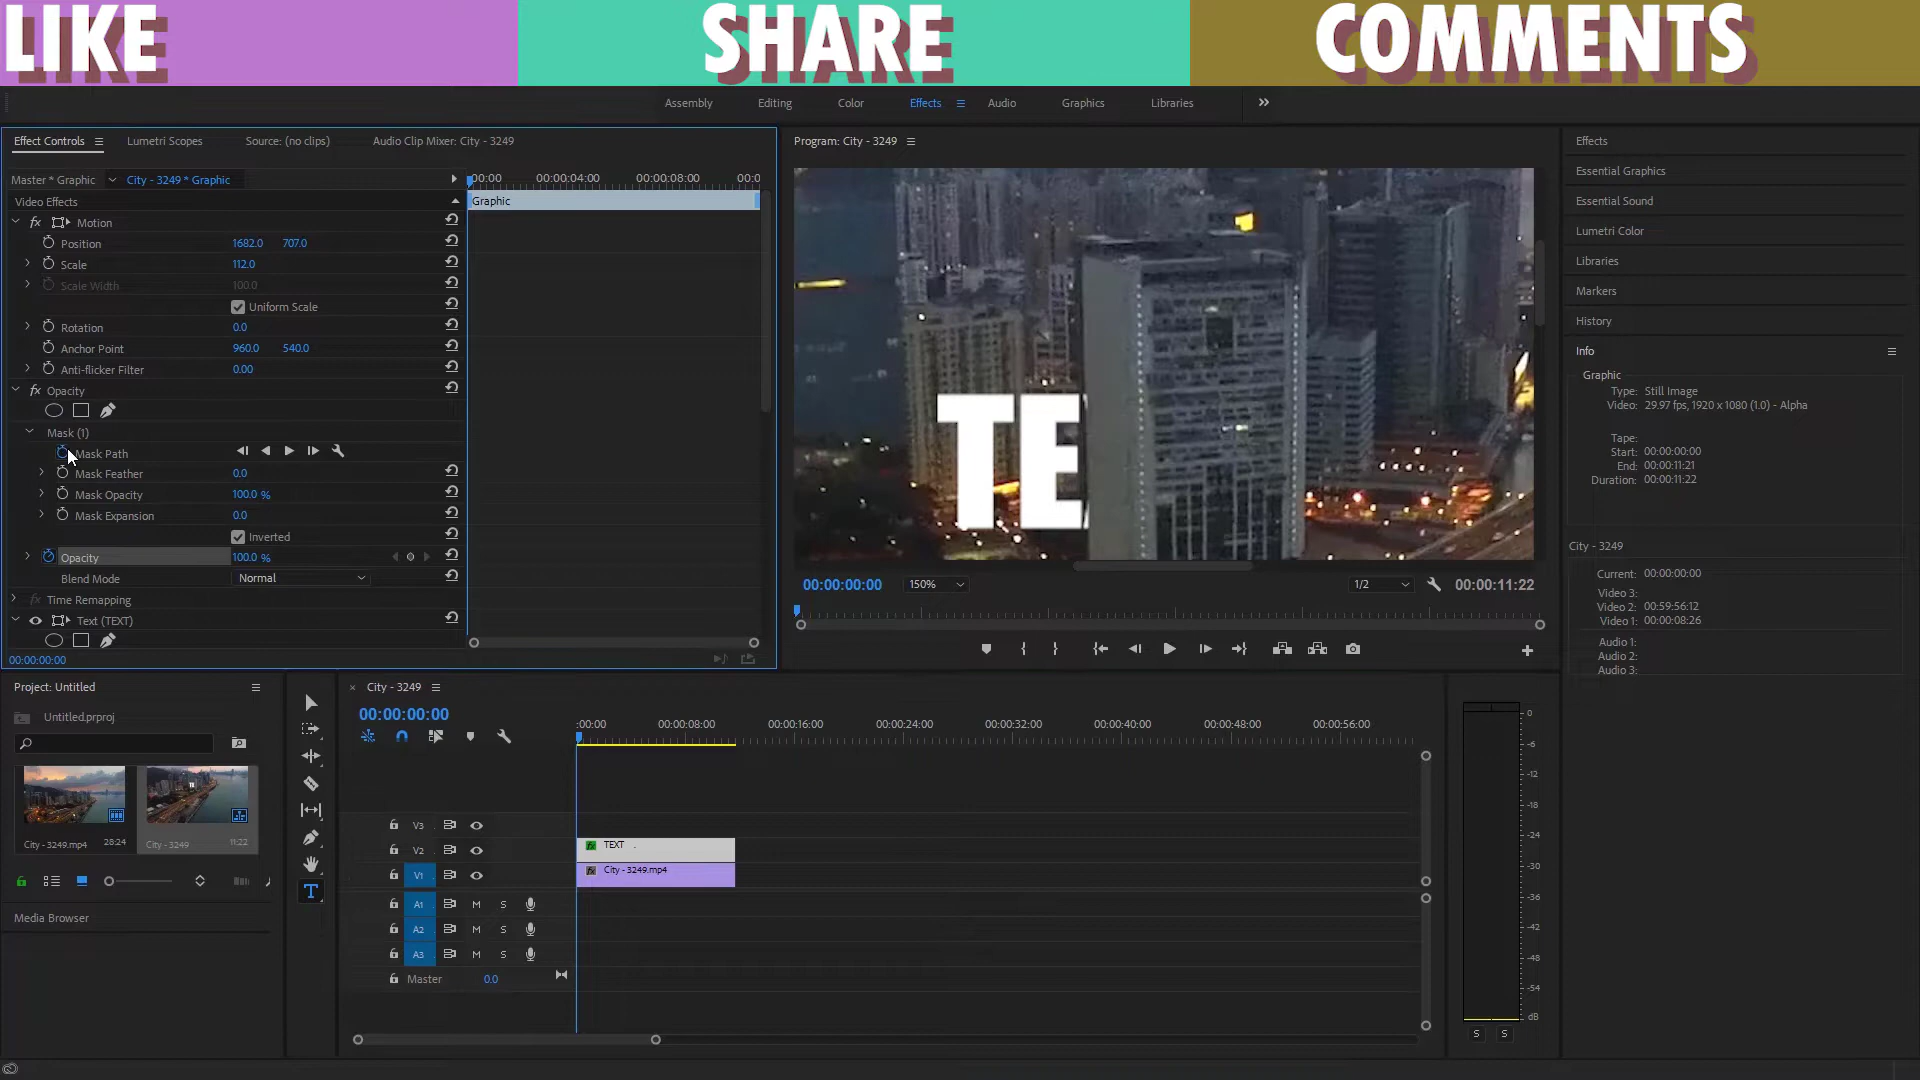 LIKE
SHARE
COMMENTS
Assembly
Editing
Color
Effects
Audio
Graphics
Libraries
Effect Controls
Lumetri Scopes
Source: (no clips)
Audio Clip Mixer: City - 3249
Master * Graphic
City - 3249 * Graphic
:00:00
00:00:04:00
00:00:08:00
00:0
Video Effects
Graphic
fx Motion
Position 1682.0 707.0
Scale 112.0
Scale Width 100.0
Uniform Scale
Rotation 0.0
Anchor Point 960.0 540.0
Anti-flicker Filter 0.00
fx Opacity
Mask (1)
Mask Path
Mask Feather 0.0
Mask Opacity 100.0 %
Mask Expansion 0.0
Inverted
Opacity 100.0 %
Blend Mode Normal
fx Time Remapping
Text (TEXT)
00:00:00:00
Program: City - 3249
TE
00:00:00:00
150%
1/2
00:00:11:22
Effects
Essential Graphics
Essential Sound
Lumetri Color
Libraries
Markers
History
Info
Graphic
Type: Still Image
Video: 29.97 fps, 1920 x 1080 (1.0) - Alpha
Tape:
Start: 00:00:00:00
End: 00:00:11:21
Duration: 00:00:11:22
City - 3249
Current: 00:00:00:00
Video 3:
Video 2: 00:59:56:12
Video 1: 00:00:08:26
Audio 1:
Audio 2:
Audio 3:
Project: Untitled
Untitled.prproj
City - 3249.mp4 28:24
City - 3249 11:22
Media Browser
× City - 3249
00:00:00:00
:00:00
00:00:08:00
00:00:16:00
00:00:24:00
00:00:32:00
00:00:40:00
00:00:48:00
00:00:56:00
V3
V2
fx TEXT
V1
fx City - 3249.mp4
A1 M S
A2 M S
A3 M S
Master 0.0
0
-6
-12
-18
-24
-30
-36
-42
-48
-54
dB
S S